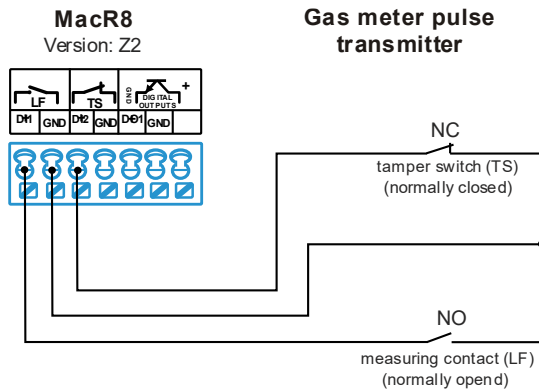 MacR8
Version: Z2
Gas meter pulse
transmitter
LF
TS
GND
DIGITAL
OUTPUTS
+
DI1
GND
DI2
GND
DO1
GND
NC
tamper switch (TS)
(normally closed)
NO
measuring contact (LF)
(normally opend)